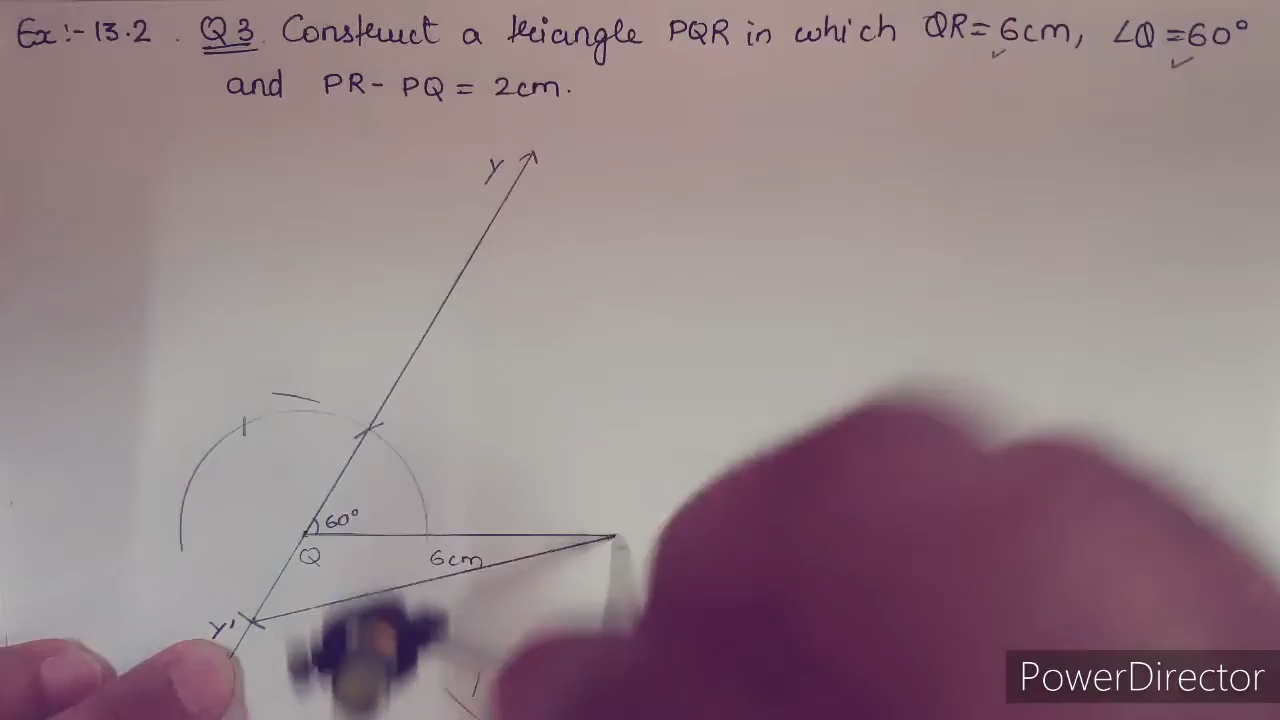 Ex:- 13.2. Q3. Construct a triangle PQR in which QR = 6cm, ∠Q = 60°
and PR - PQ = 2cm.
Y
60°
Q
6cm
Y'
PowerDirector